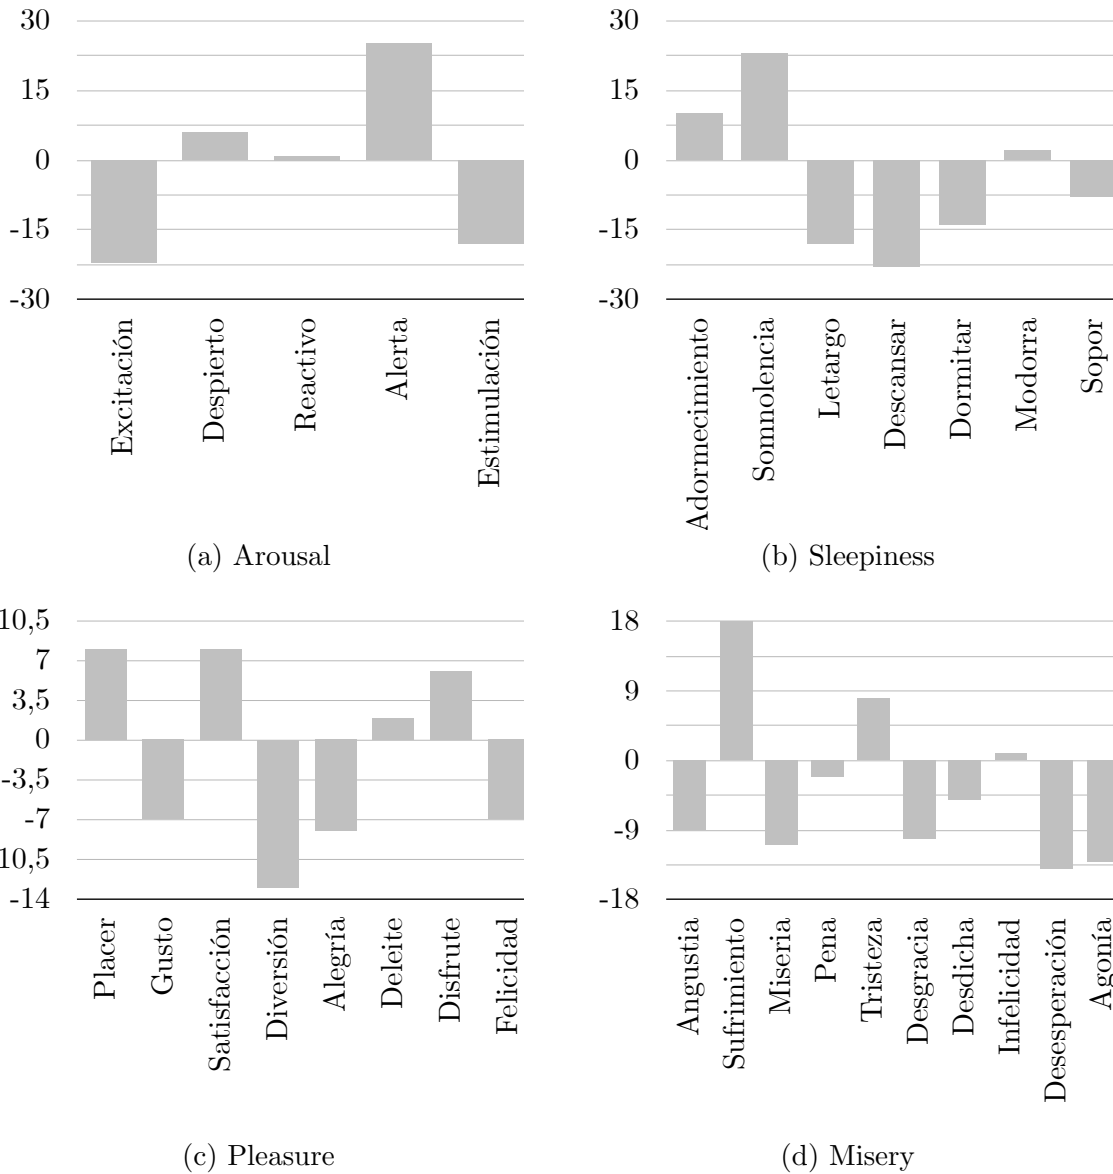 30
15
0
-15
-30
Excitación
Despierto
Reactivo
Alerta
Estimulación
(a) Arousal
30
15
0
-15
-30
Adormecimiento
Somnolencia
Letargo
Descansar
Dormitar
Modorra
Sopor
(b) Sleepiness
10,5
7
3,5
0
-3,5
-7
10,5
-14
Placer
Gusto
Satisfacción
Diversión
Alegría
Deleite
Disfrute
Felicidad
(c) Pleasure
18
9
0
-9
-18
Angustia
Sufrimiento
Miseria
Pena
Tristeza
Desgracia
Desdicha
Infelicidad
Desesperación
Agonía
(d) Misery